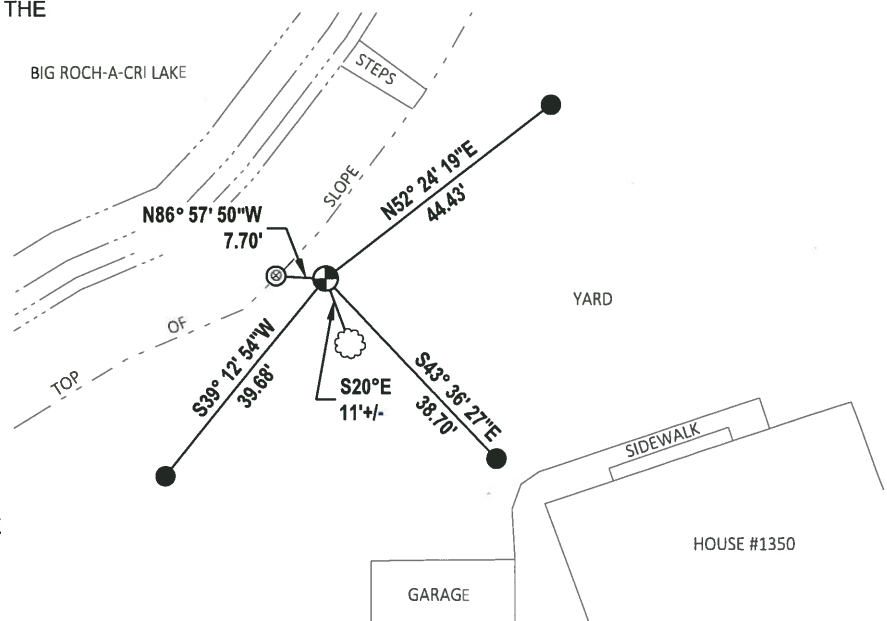 THE
BIG ROCH-A-CRI LAKE
STEPS
N52° 24' 19"E
44.43'
SLOPE
N86° 57' 50"W
7.70'
YARD
OF
TOP
S39° 12' 54"W
39.68'
S20°E
11'+/-
S43° 36' 27"E
38.70'
SIDEWALK
HOUSE #1350
GARAGE